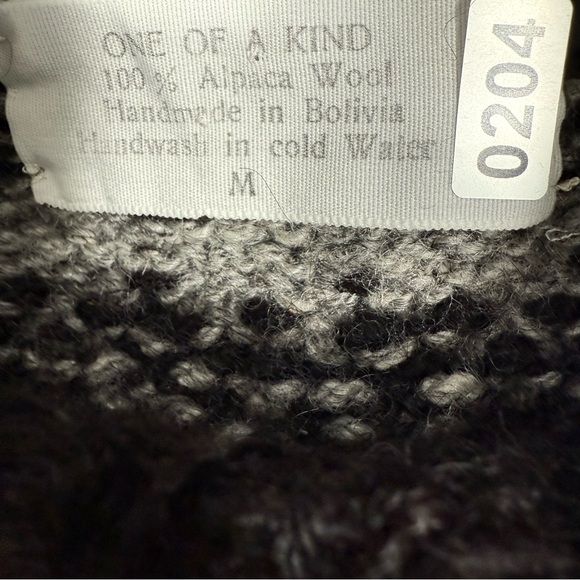 ONE OF A KIND
100 % Alpaca Wool
Handmade in Bolivia
Handwash in cold Water
M
0204